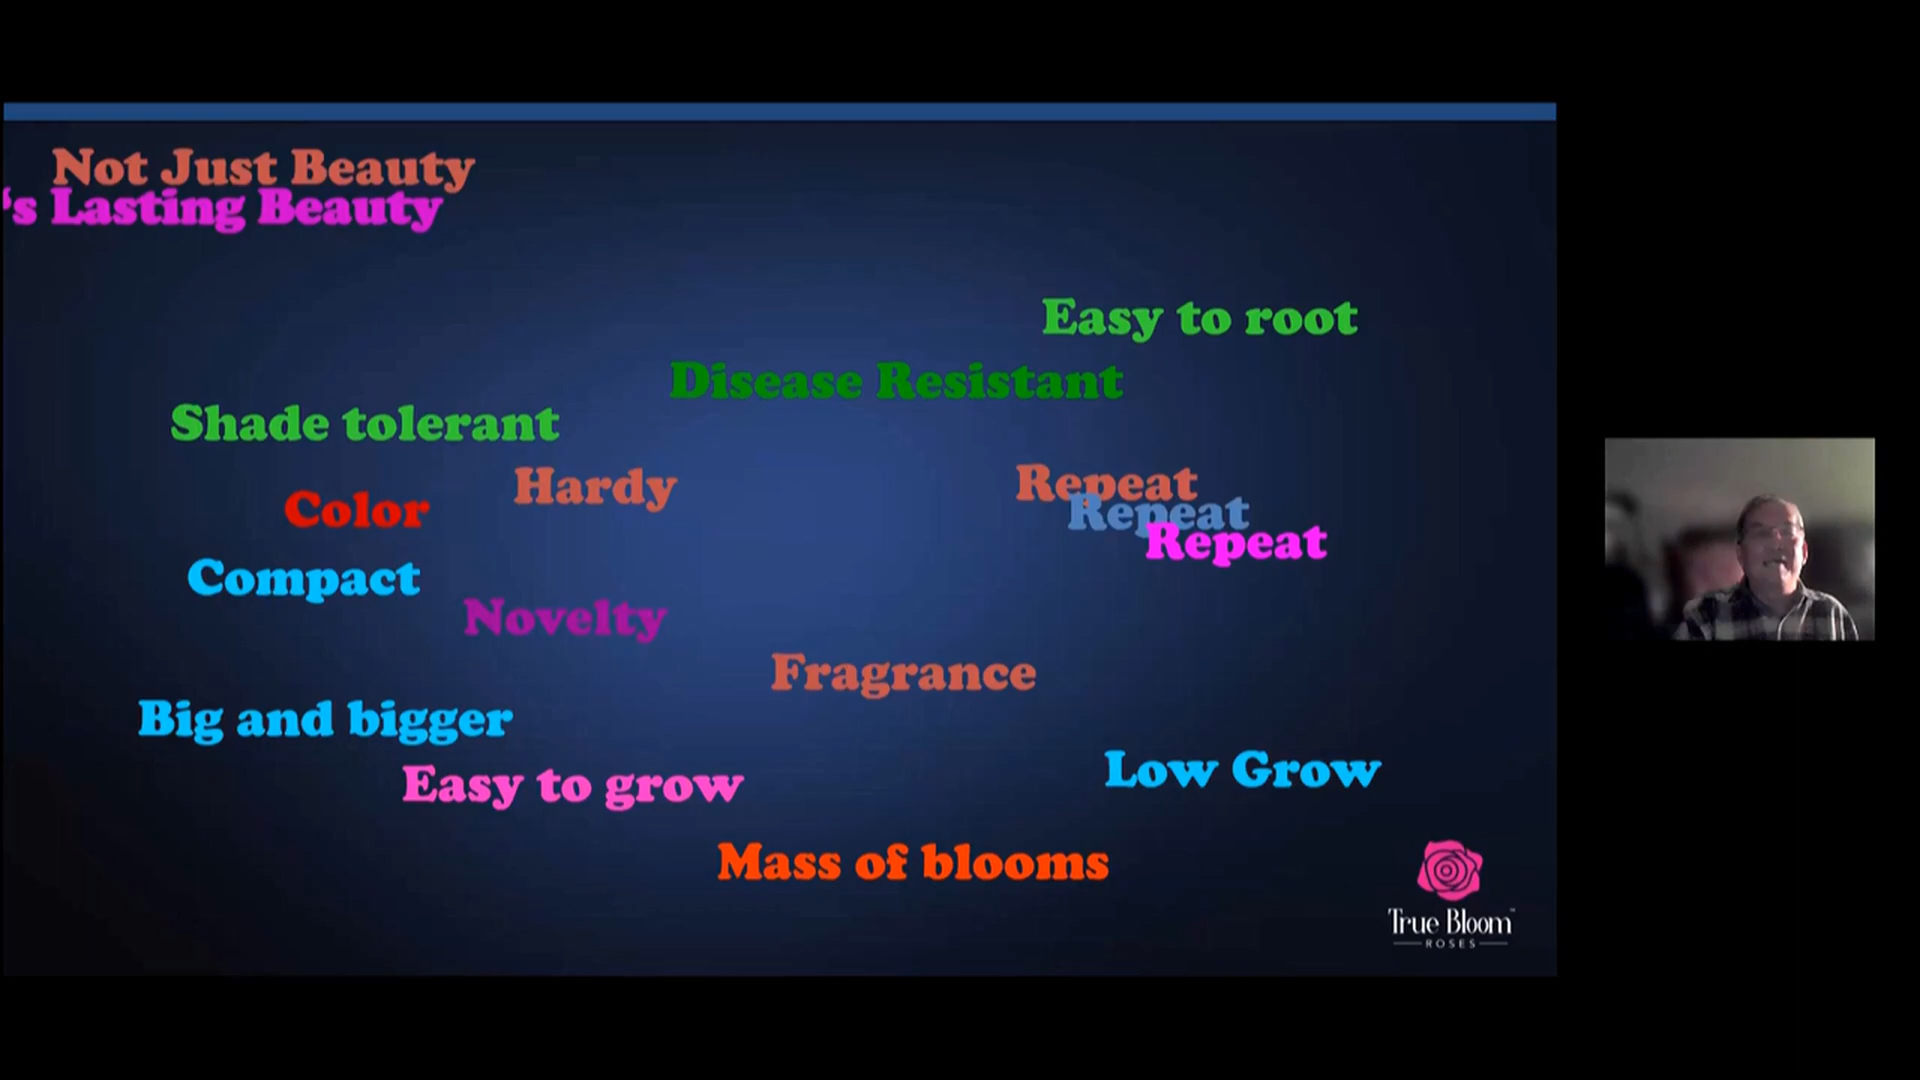 Not Just Beauty
's Lasting Beauty
Easy to root
Disease Resistant
Shade tolerant
Hardy
Repeat
Color
Repeat
Repeat
Compact
Novelty
Fragrance
Big and bigger
Low Grow
Easy to grow
Mass of blooms
True Bloom™
ROSES